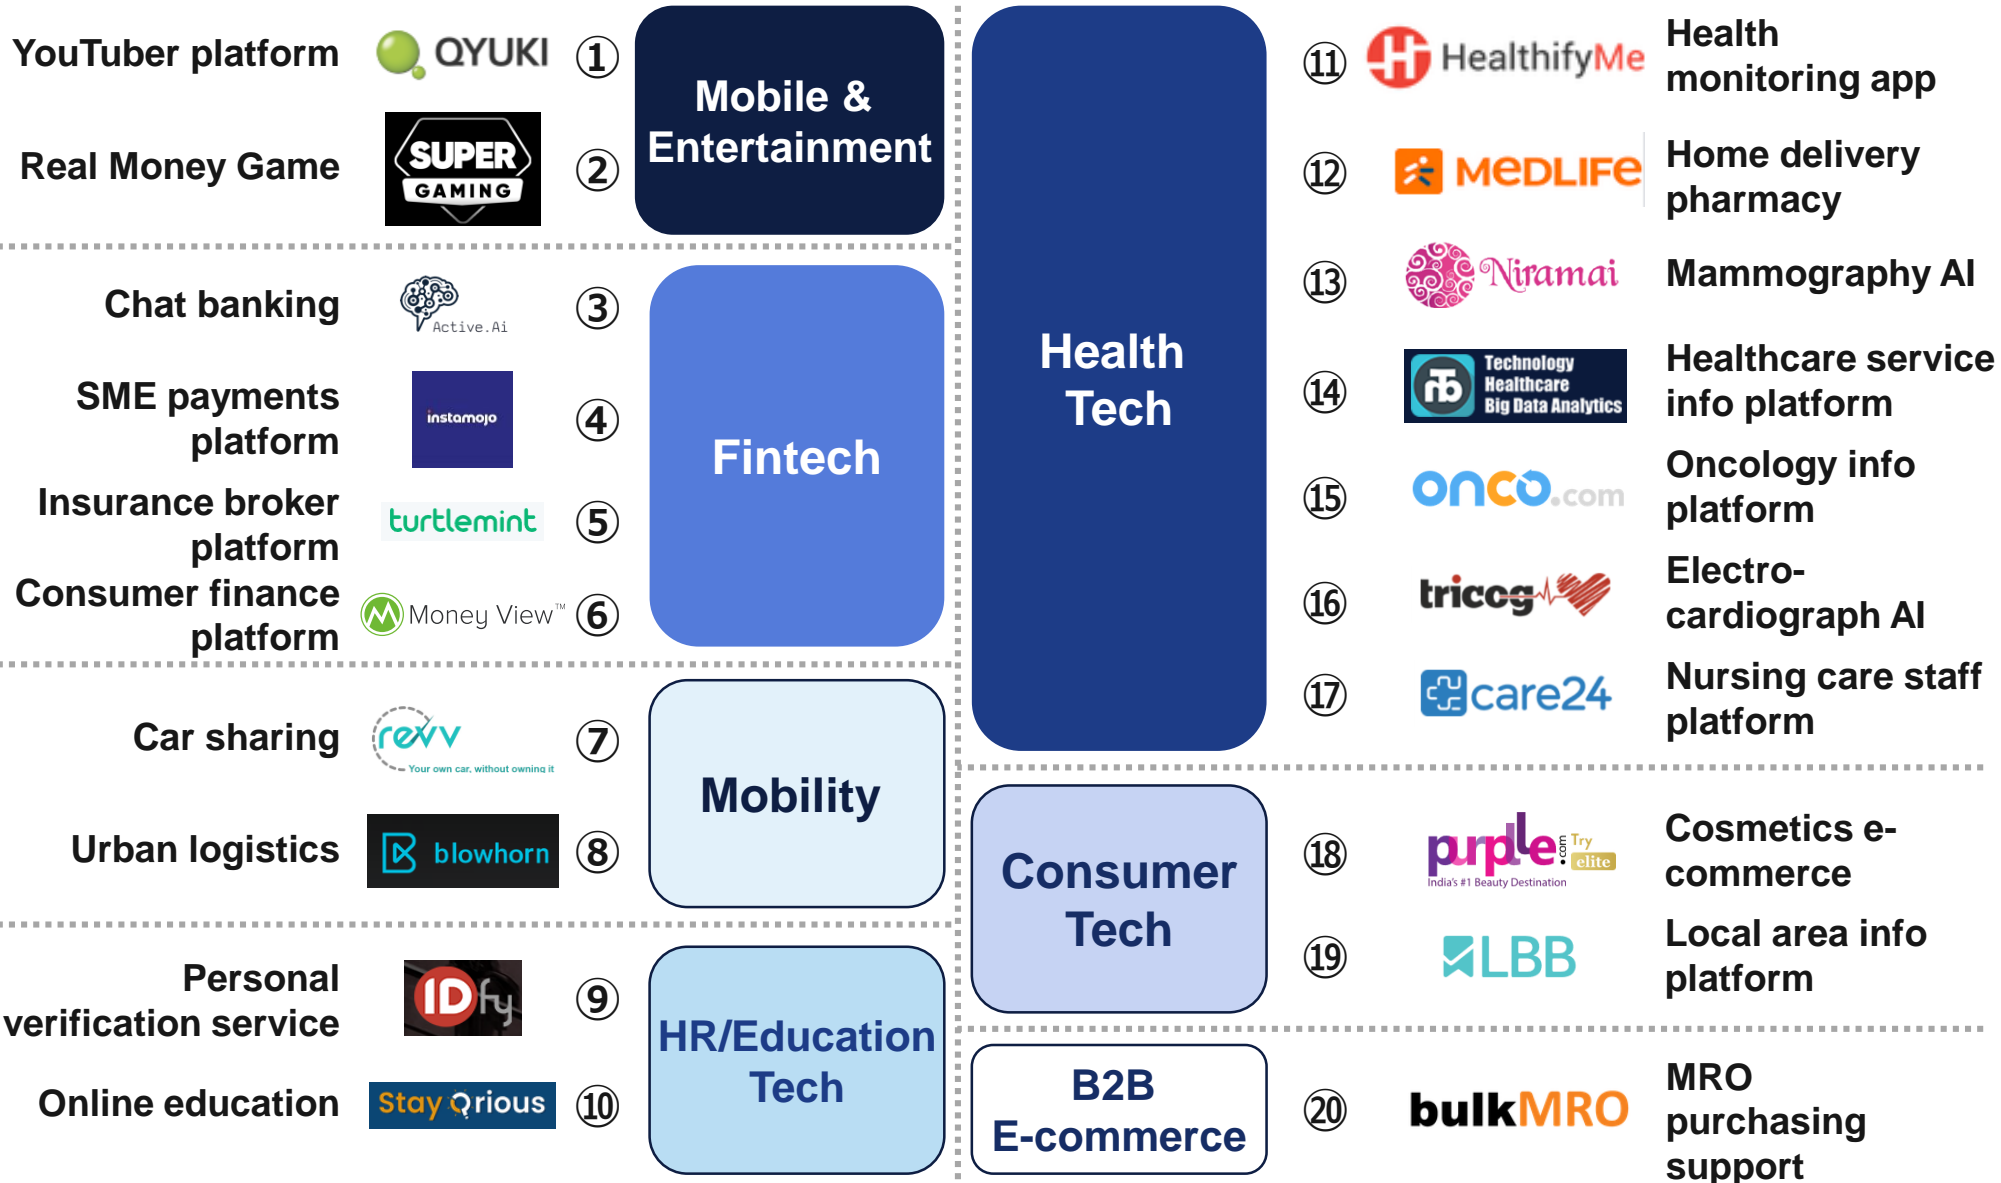 YouTuber platform
QYUKI
①
Real Money Game
SUPER
GAMING
②
Mobile &
Entertainment
Chat banking
Active.Ai
③
SME payments
platform
instamojo
④
Insurance broker
platform
turtlemint
⑤
Consumer finance
platform
Money View™
⑥
Fintech
Car sharing
revv
Your own car, without owning it
⑦
Urban logistics
blowhorn
⑧
Mobility
Personal
verification service
IDfy
⑨
Online education
Stay Qrious
⑩
HR/Education
Tech
Health
Tech
⑪
HealthifyMe
Health
monitoring app
⑫
MEDLIFE
Home delivery
pharmacy
⑬
Niramai
Mammography AI
⑭
Technology
Healthcare
Big Data Analytics
Healthcare service
info platform
⑮
onco.com
Oncology info
platform
⑯
tricog
Electro-
cardiograph AI
⑰
care24
Nursing care staff
platform
Consumer
Tech
⑱
purplle.com
Try
elite
India's #1 Beauty Destination
Cosmetics e-
commerce
⑲
LBB
Local area info
platform
B2B
E-commerce
⑳
bulkMRO
MRO
purchasing
support